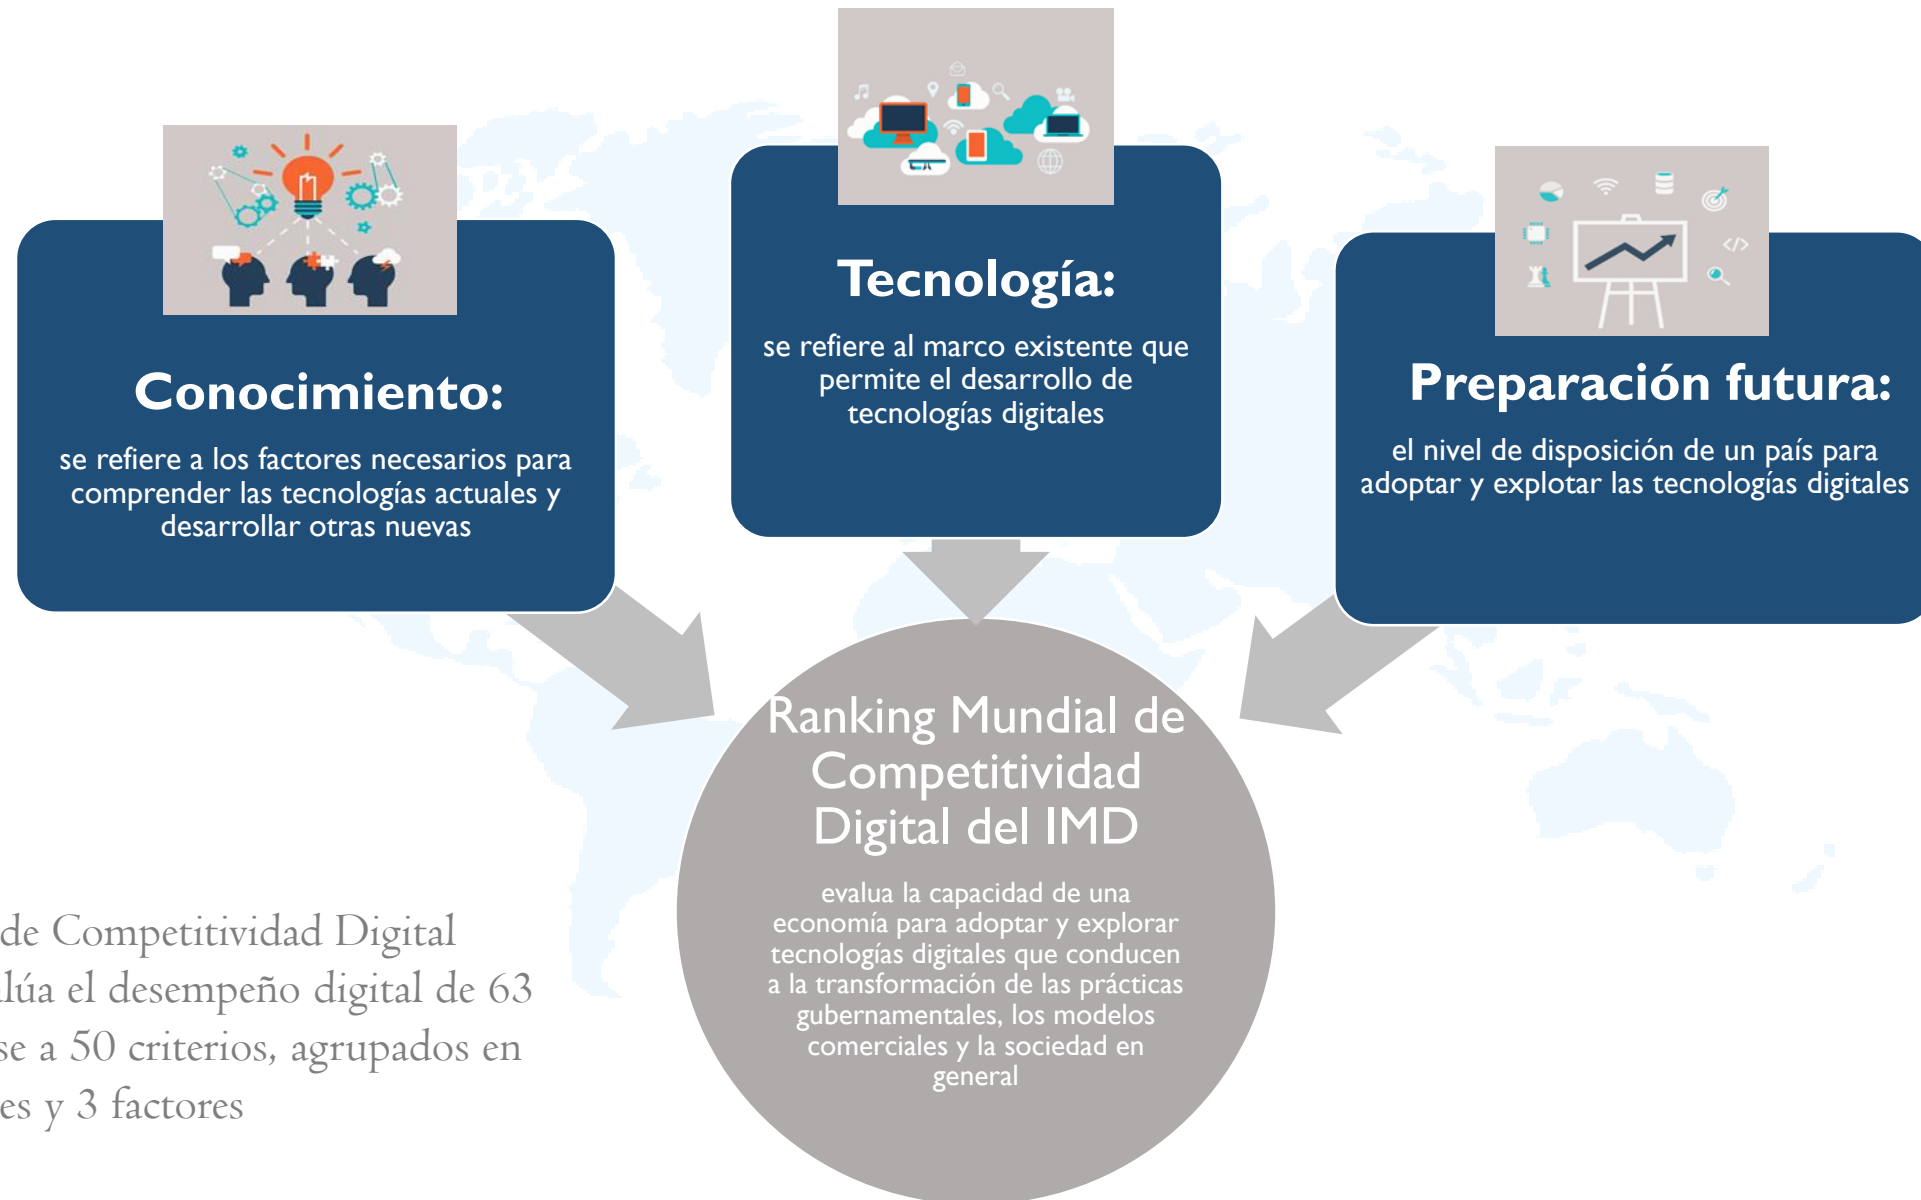 Conocimiento:
se refiere a los factores necesarios para
comprender las tecnologías actuales y
desarrollar otras nuevas
Tecnología:
se refiere al marco existente que
permite el desarrollo de
tecnologías digitales
Preparación futura:
el nivel de disposición de un país para
adoptar y explotar las tecnologías digitales
</>
Ranking Mundial de
Competitividad
Digital del IMD
evalua la capacidad de una
economía para adoptar y explorar
tecnologías digitales que conducen
a la transformación de las prácticas
gubernamentales, los modelos
comerciales y la sociedad en
general
de Competitividad Digital
el desempeño digital de 63
a 50 criterios, agrupados en
y 3 factores